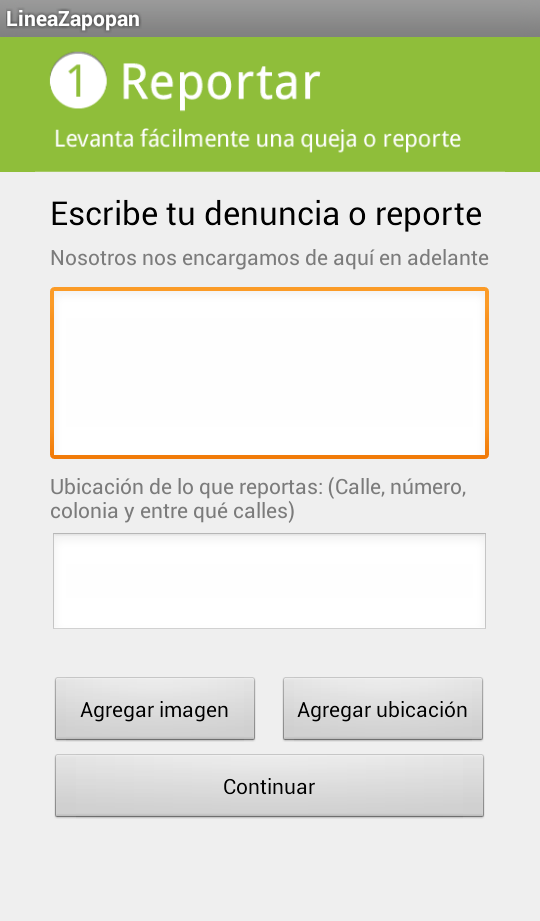 LineaZapopan
1 Reportar
Levanta fácilmente una queja o reporte
Escribe tu denuncia o reporte
Nosotros nos encargamos de aquí en adelante
Ubicación de lo que reportas: (Calle, número,
colonia y entre qué calles)
Agregar imagen
Agregar ubicación
Continuar